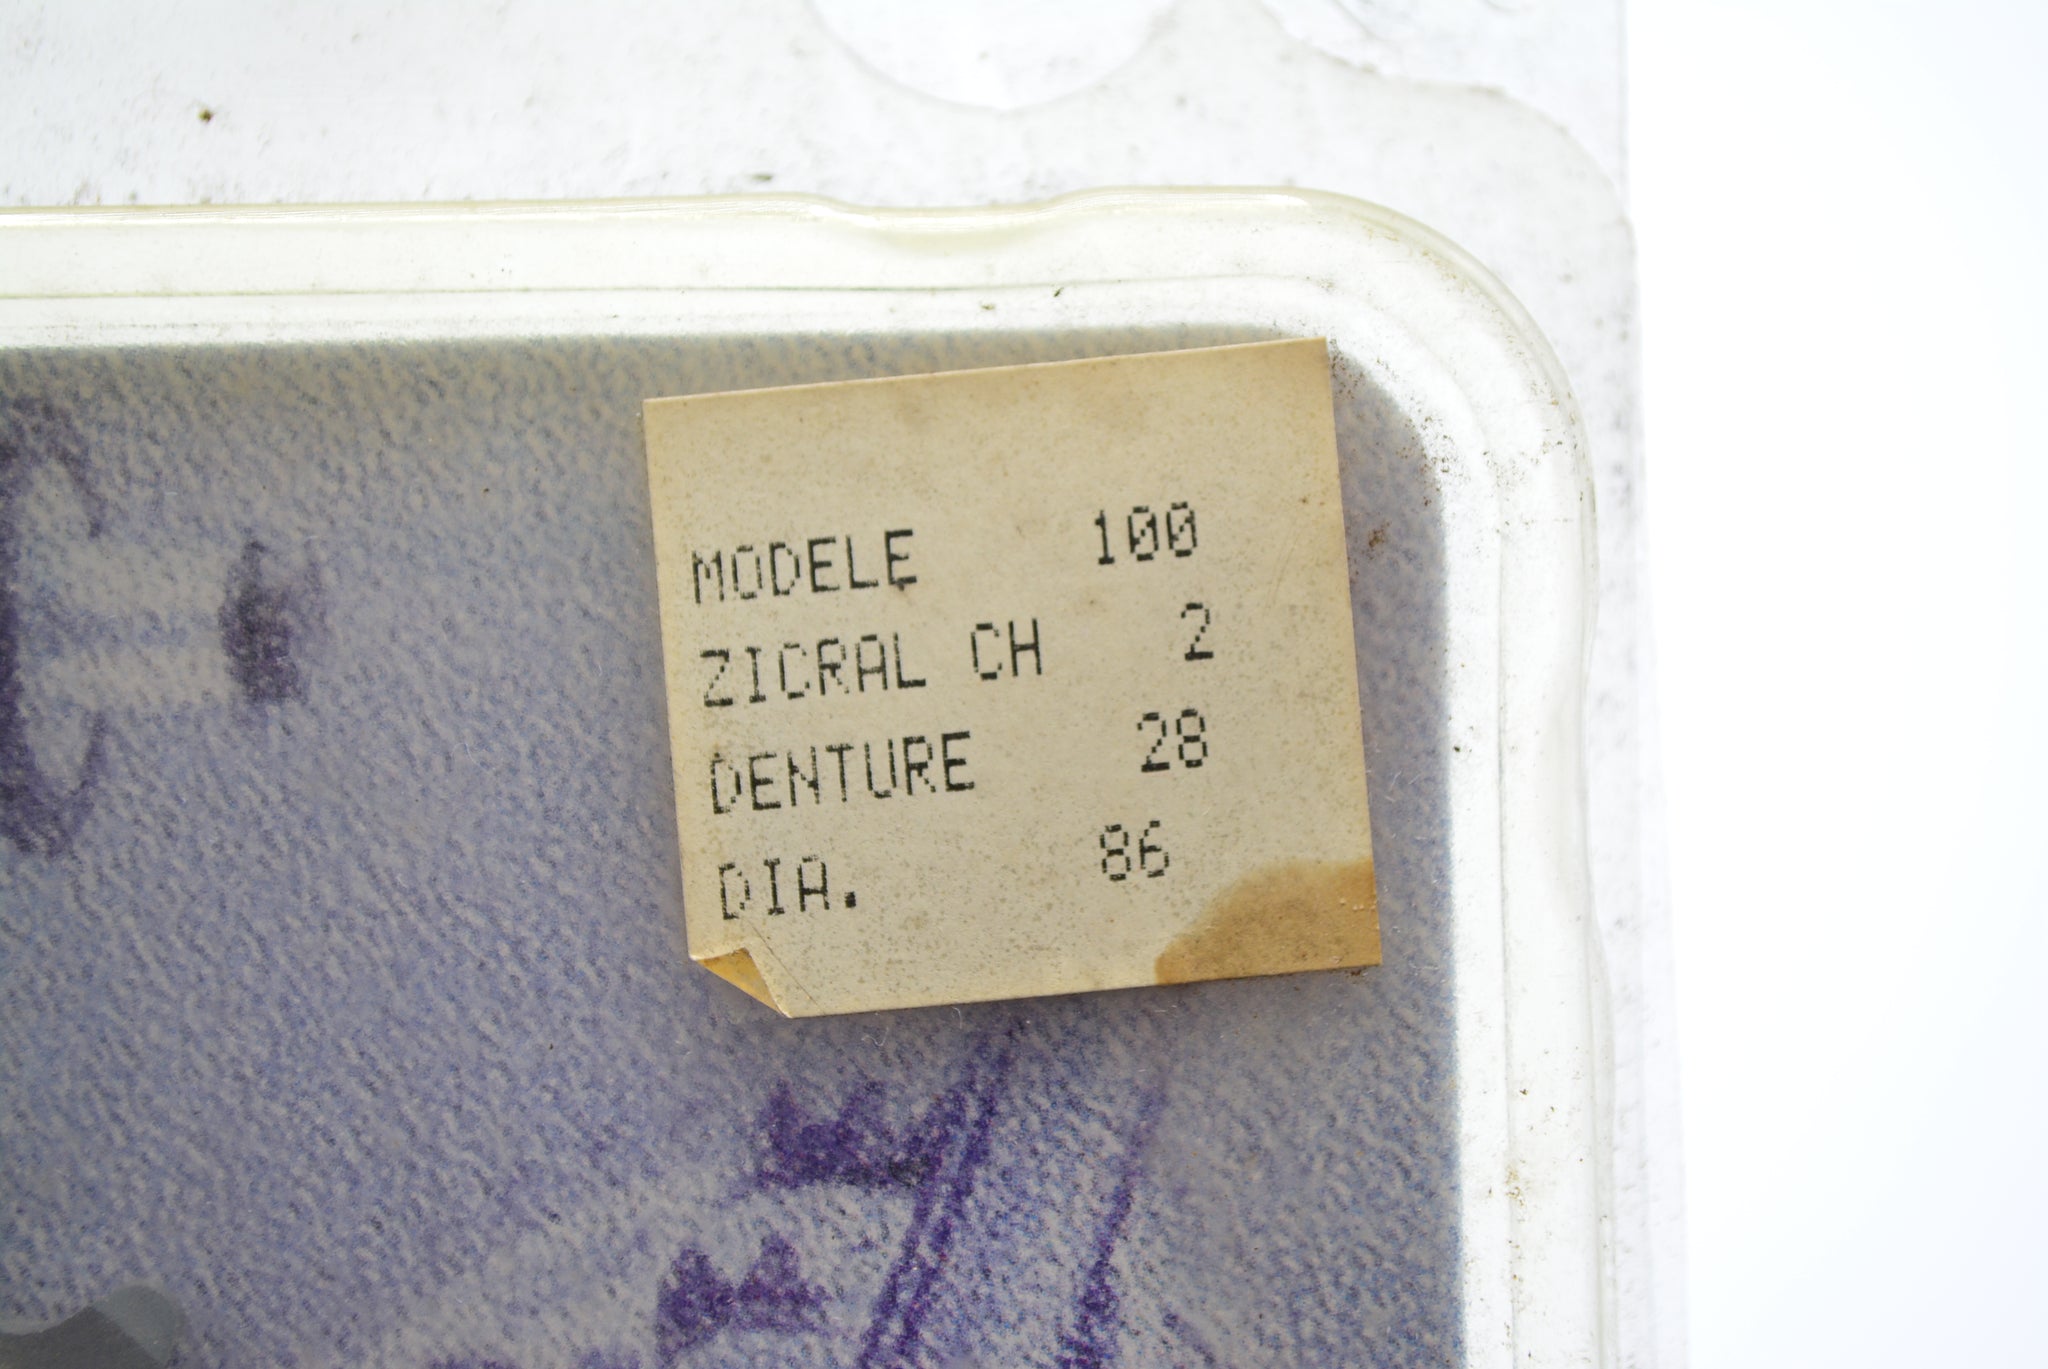 MODELE 100
ZICRAL CH 2
DENTURE 28
DIA. 86